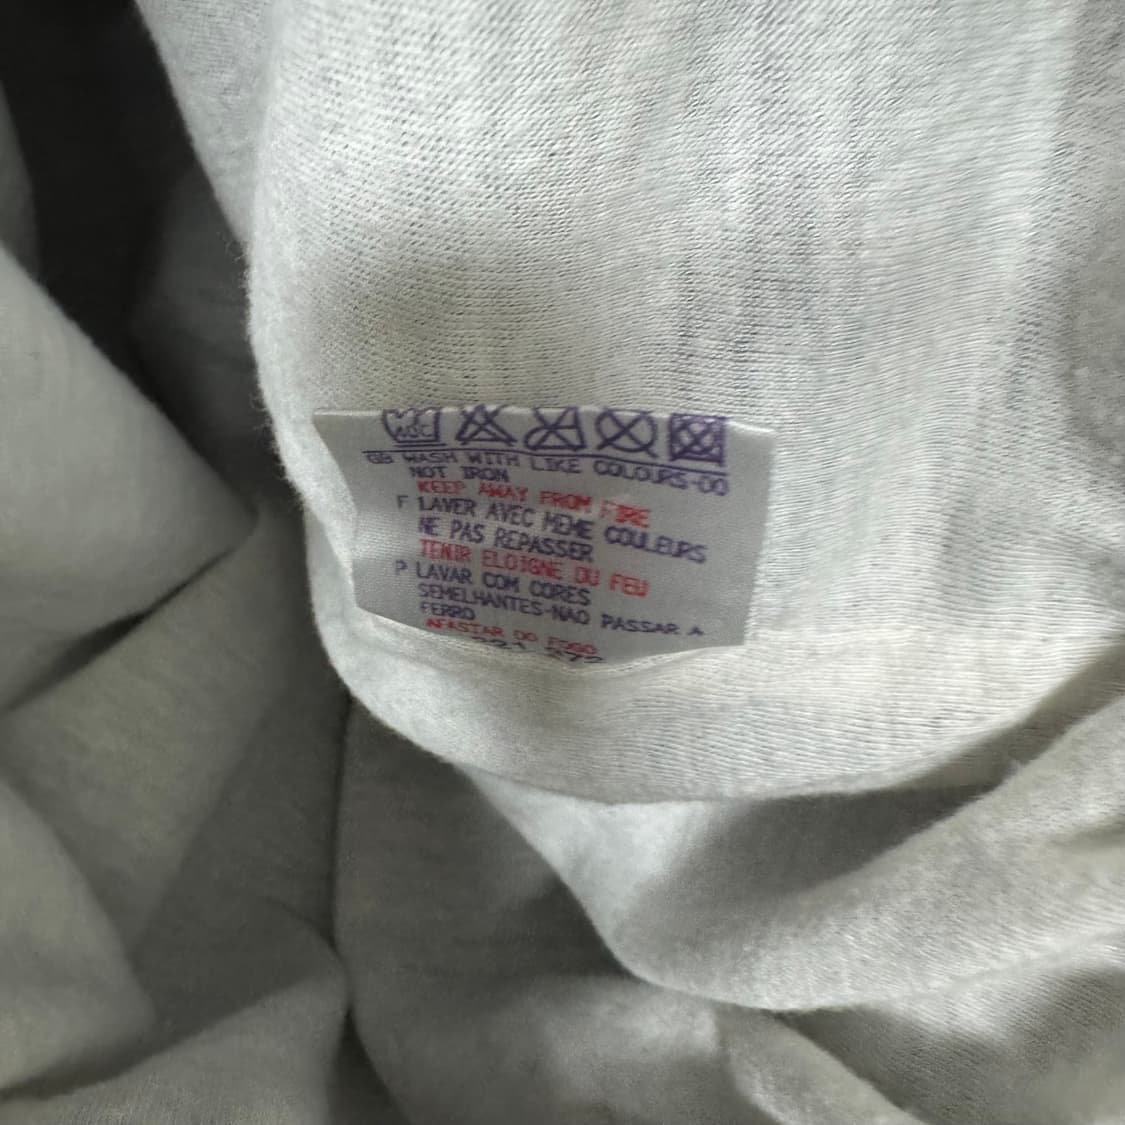 GB WASH WITH LIKE COLOURS-DO
NOT IRON
KEEP AWAY FROM FIRE
F LAVER AVEC MEME COULEURS
NE PAS REPASSER
TENIR ELOIGNE DU FEU
P LAVAR COM CORES
SEMELHANTES-NAO PASSAR A
FERRO
AFASTAR DO FOGO